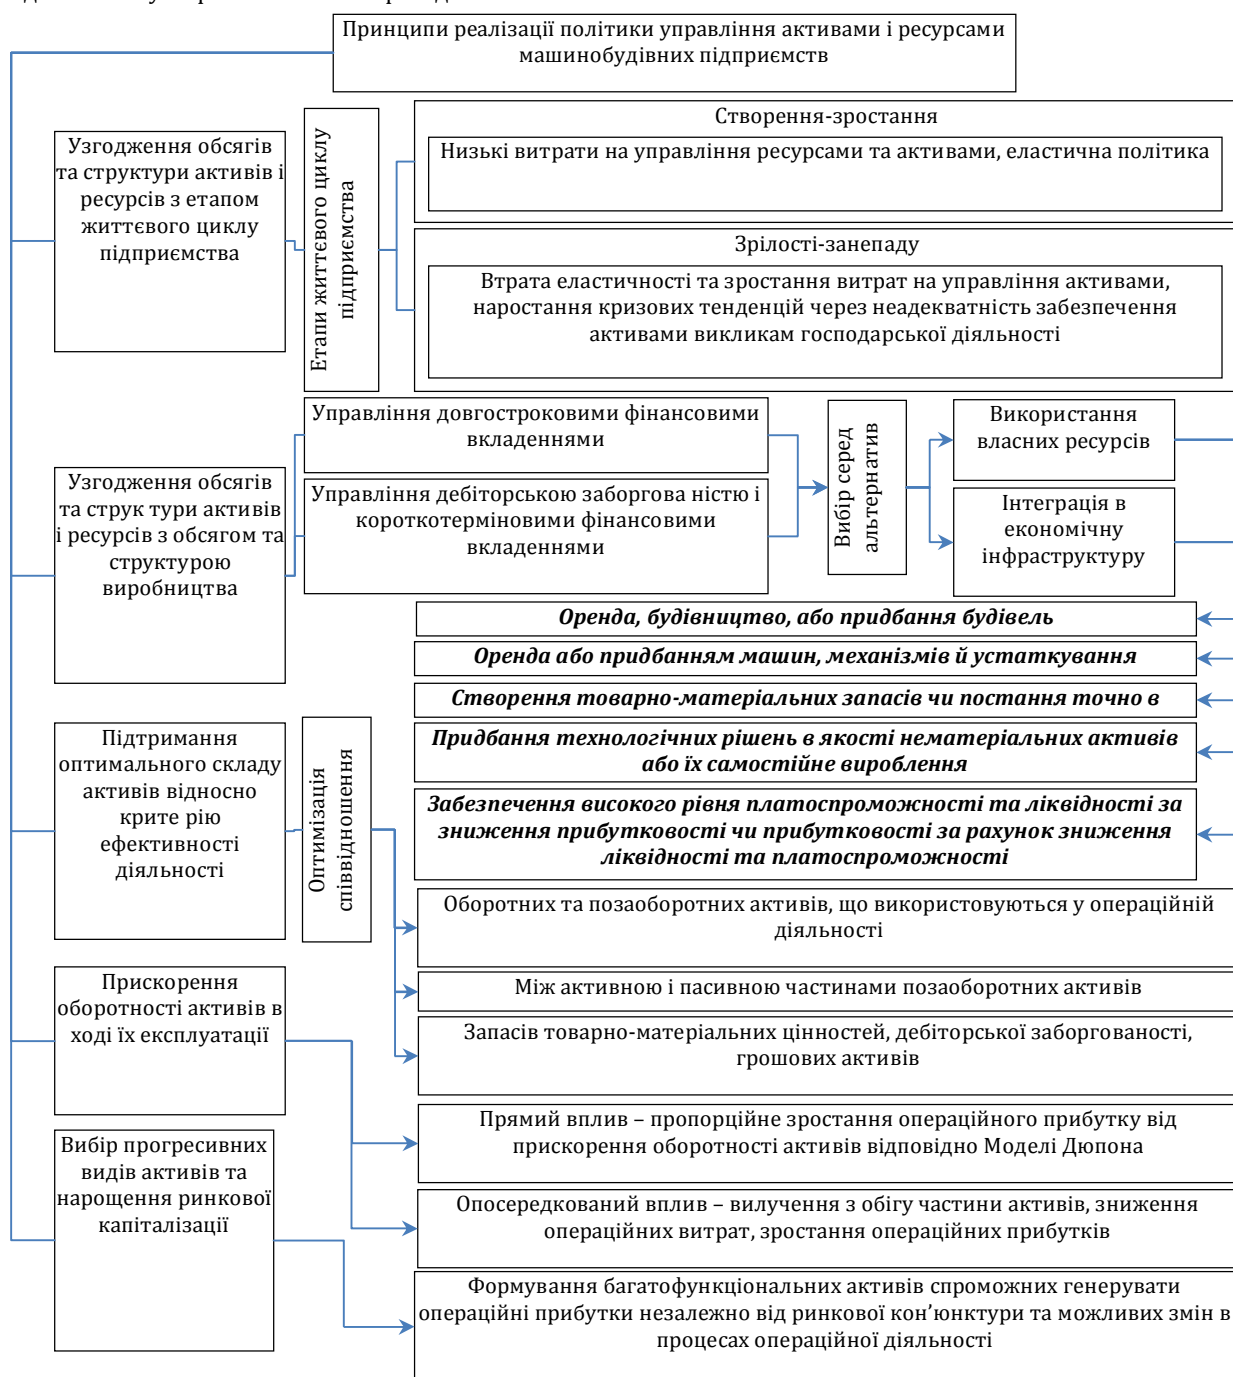 Принципи реалізації політики управління активами і ресурсами
машинобудівних підприємств
Узгодження обсягів
та структури активів і
ресурсів з етапом
життєвого циклу
підприємства
Етапи життєвого циклу
підприємства
Створення-зростання
Низькі витрати на управління ресурсами та активами, еластична політика
Зрілості-занепаду
Втрата еластичності та зростання витрат на управління активами,
наростання кризових тенденцій через неадекватність забезпечення
активами викликам господарської діяльності
Узгодження обсягів
та струк тури активів
і ресурсів з обсягом та
структурою
виробництва
Управління довгостроковими фінансовими
вкладеннями
Управління дебіторською заборгова ністю і
короткотерміновими фінансовими
вкладеннями
Вибір серед
альтернатив
Використання
власних ресурсів
Інтеграція в
економічну
інфраструктуру
Оренда, будівництво, або придбання будівель
Оренда або придбанням машин, механізмів й устаткування
Створення товарно-матеріальних запасів чи постання точно в
Придбання технологічних рішень в якості нематеріальних активів
або їх самостійне вироблення
Забезпечення високого рівня платоспроможності та ліквідності за
зниження прибутковості чи прибутковості за рахунок зниження
ліквідності та платоспроможності
Підтримання
оптимального складу
активів відносно
крите рію
ефективності
діяльності
Оптимізація
співвідношення
Оборотних та позаоборотних активів, що використовуються у операційній
діяльності
Між активною і пасивною частинами позаоборотних активів
Запасів товарно-матеріальних цінностей, дебіторської заборгованості,
грошових активів
Прискорення
оборотності активів в
ході їх експлуатації
Прямий вплив – пропорційне зростання операційного прибутку від
прискорення оборотності активів відповідно Моделі Дюпона
Опосередкований вплив – вилучення з обігу частини активів, зниження
операційних витрат, зростання операційних прибутків
Вибір прогресивних
видів активів та
нарощення ринкової
капіталізації
Формування багатофункціональних активів спроможних генерувати
операційні прибутки незалежно від ринкової кон’юнктури та можливих змін в
процесах операційної діяльності